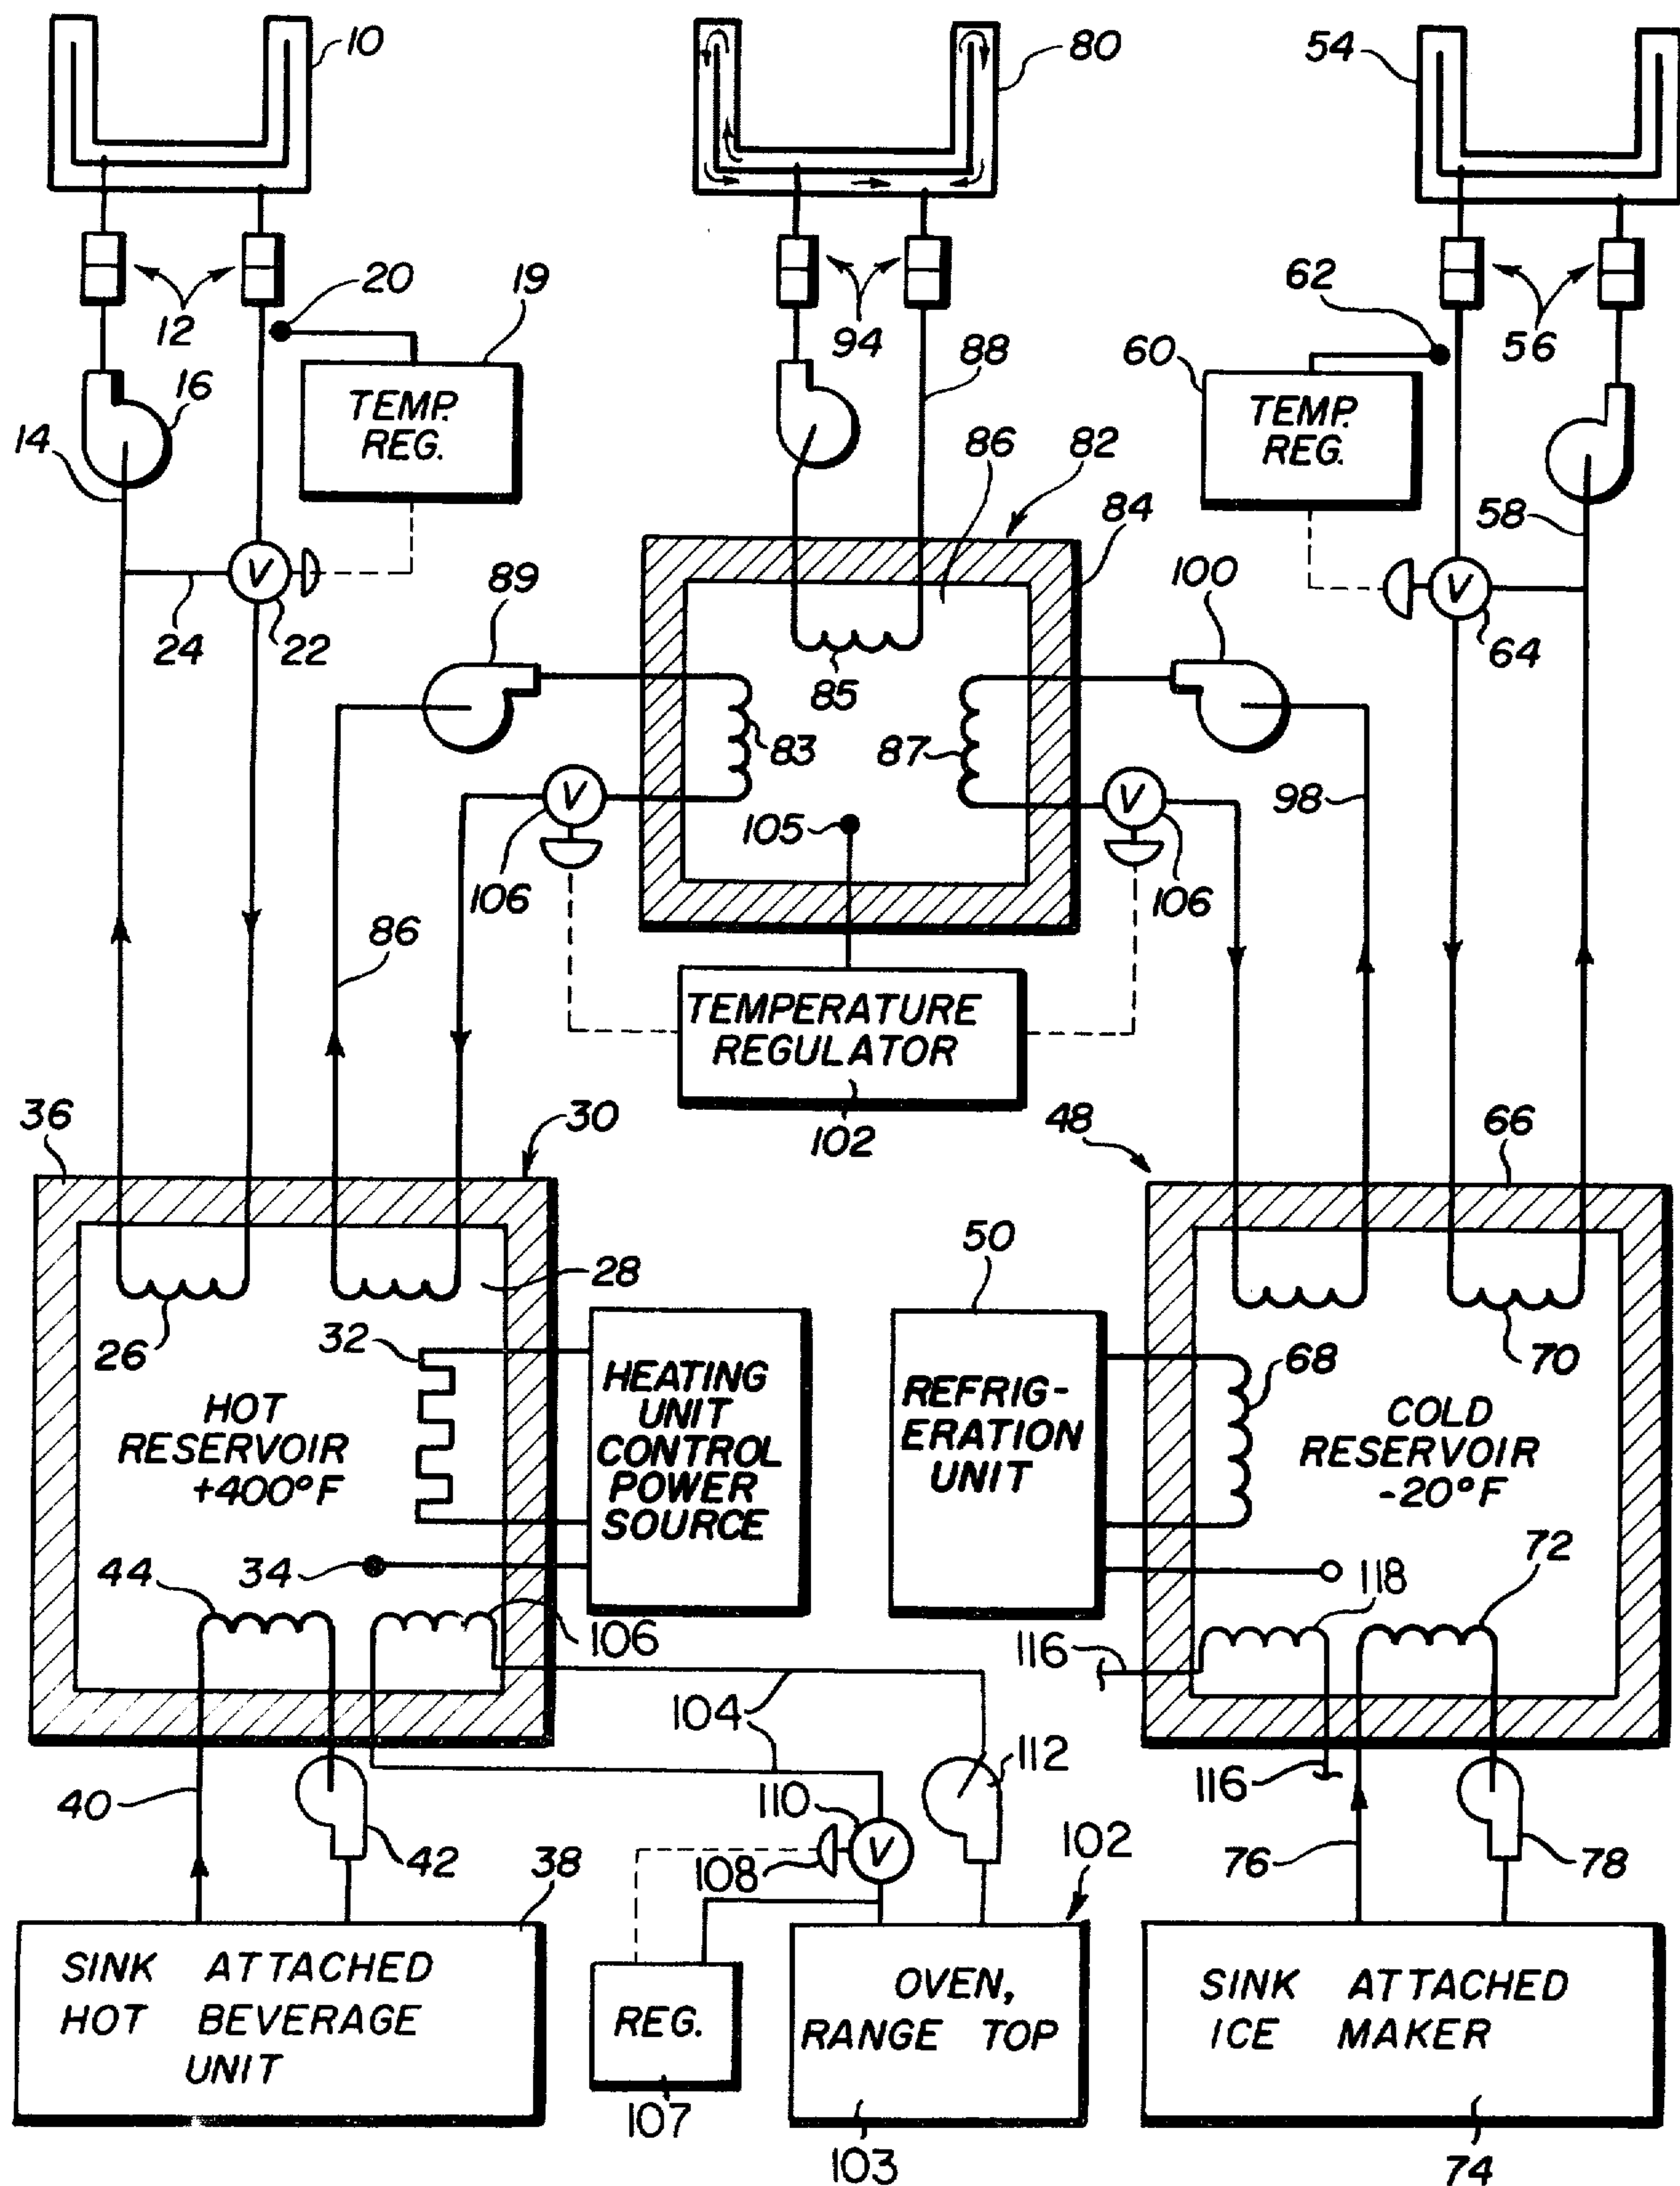 10
80
54
12
20
19
94
88
62
60
56
16
TEMP.
REG.
14
86
82
84
TEMP.
REG.
58
24
22
89
100
64
85
83
87
98
106
105
106
86
TEMPERATURE
REGULATOR
102
36
30
48
66
28
50
26
32
68
70
HOT
RESERVOIR
+400°F
HEATING
UNIT
CONTROL
POWER
SOURCE
REFRIG-
ERATION
UNIT
COLD
RESERVOIR
-20°F
34
44
72
118
106
116
104
112
116
40
110
42
108
102
76
78
38
SINK ATTACHED
HOT BEVERAGE
UNIT
REG.
OVEN,
RANGE TOP
SINK ATTACHED
ICE MAKER
107
103
74
V
V
V
V
V